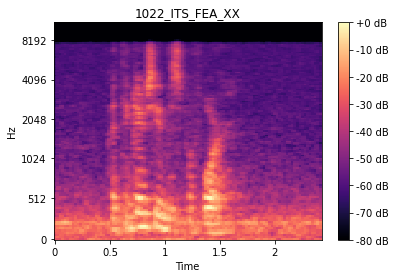 1022_ITS_FEA_XX
+0 dB
8192
-10 dB
4096
-20 dB
-30 dB
2048
Hz
-40 dB
1024
-50 dB
512
-60 dB
-70 dB
0
-80 dB
0 0.5 1 1.5 2
Time